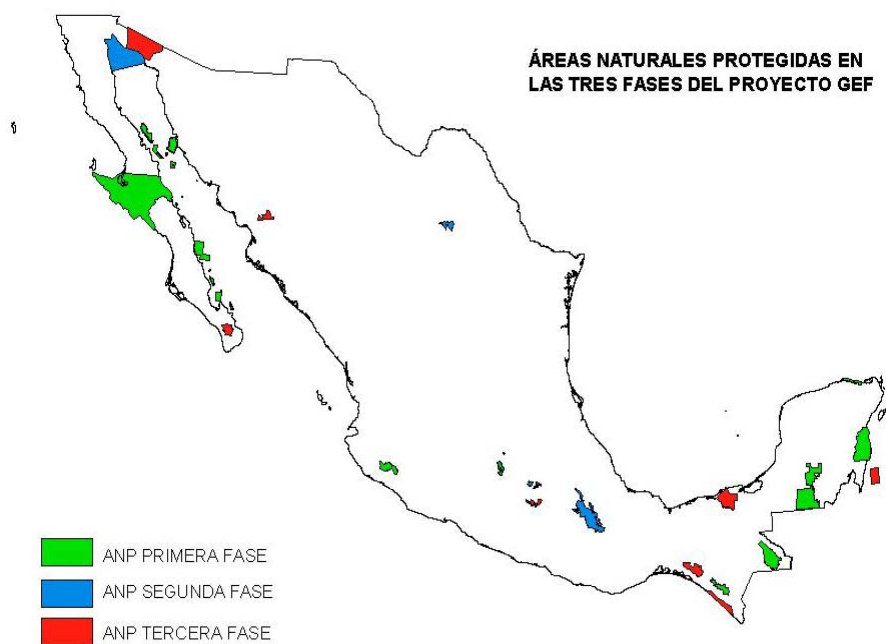 ÁREAS NATURALES PROTEGIDAS EN
LAS TRES FASES DEL PROYECTO GEF
ANP PRIMERA FASE
ANP SEGUNDA FASE
ANP TERCERA FASE